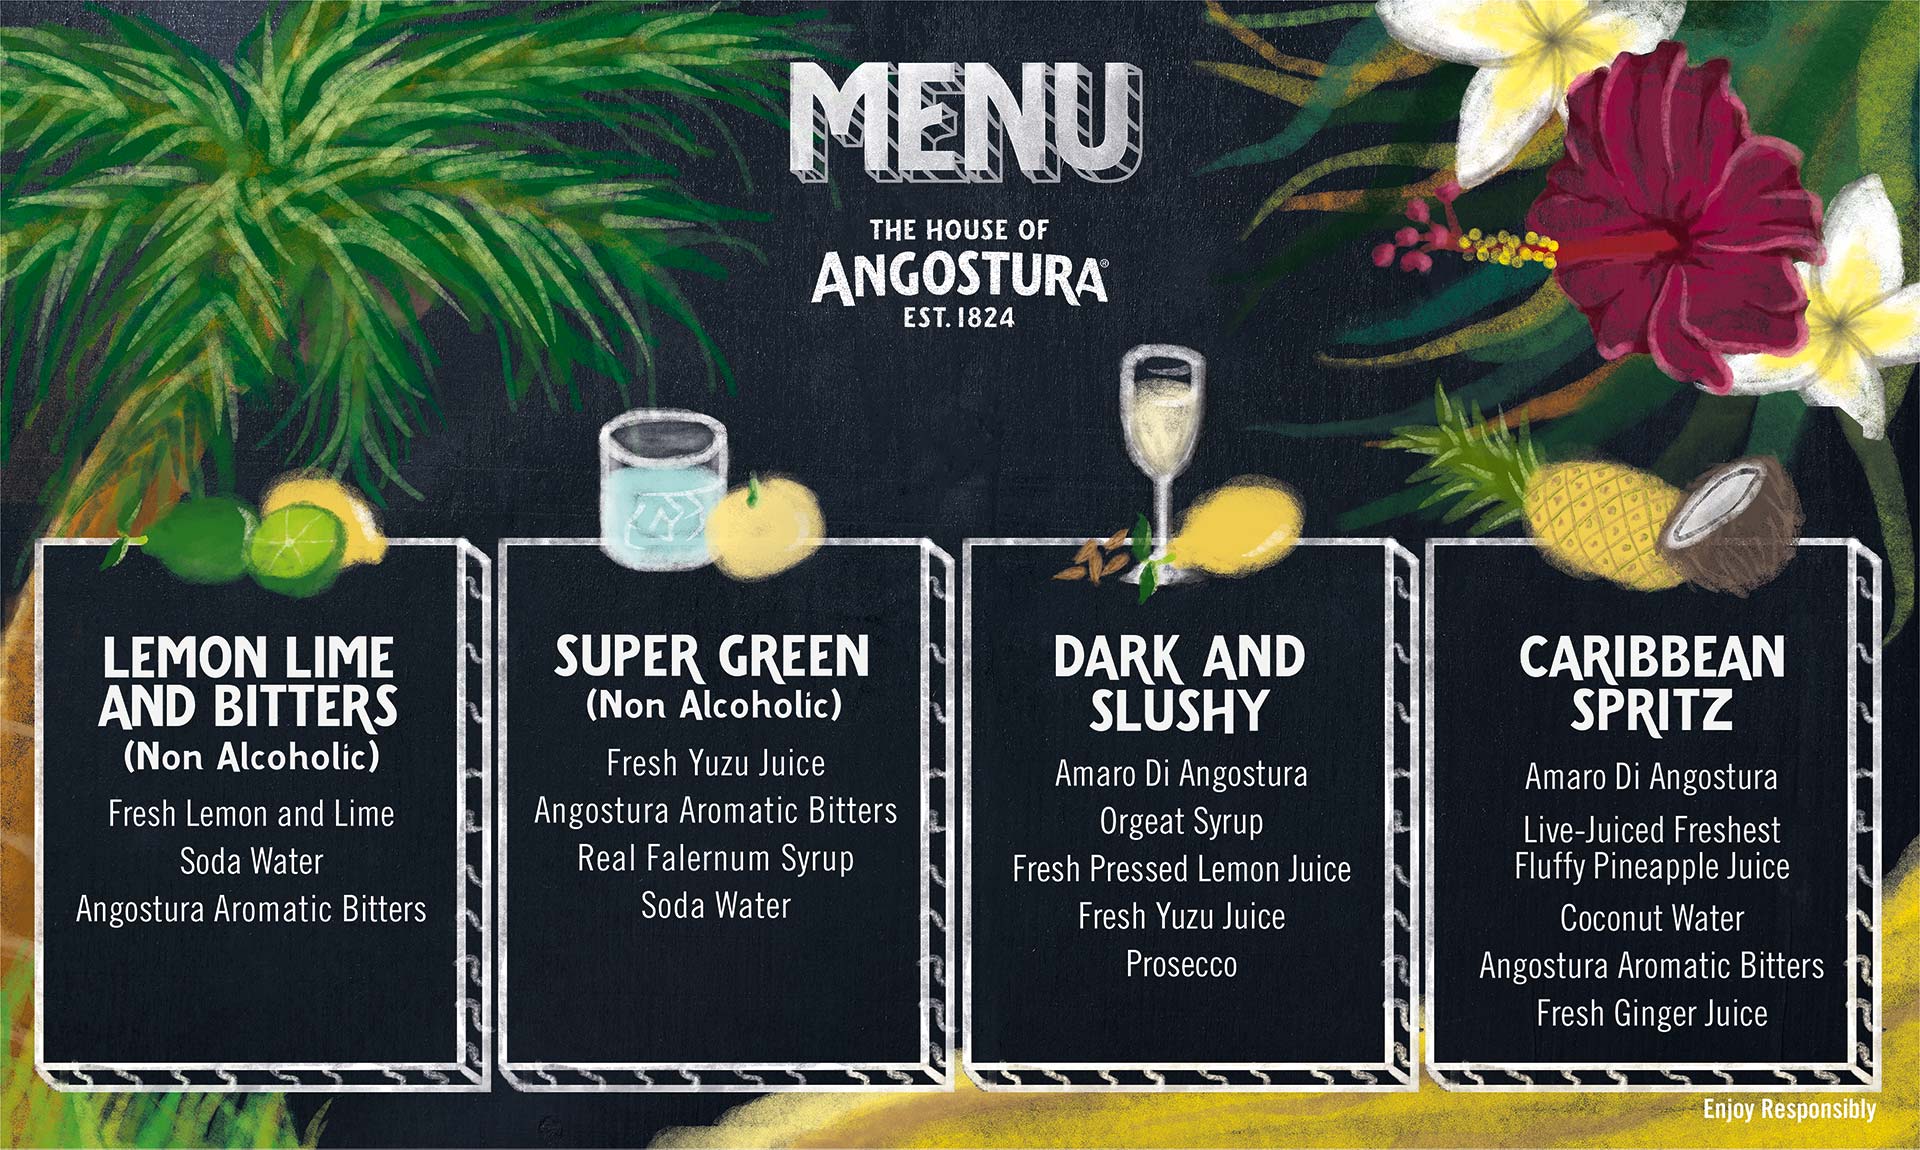 MENU
THE HOUSE OF
ANGOSTURA®
EST. 1824
LEMON LIME
AND BITTERS
(Non Alcoholic)
Fresh Lemon and Lime
Soda Water
Angostura Aromatic Bitters
SUPER GREEN
(Non Alcoholic)
Fresh Yuzu Juice
Angostura Aromatic Bitters
Real Falernum Syrup
Soda Water
DARK AND
SLUSHY
Amaro Di Angostura
Orgeat Syrup
Fresh Pressed Lemon Juice
Fresh Yuzu Juice
Prosecco
CARIBBEAN
SPRITZ
Amaro Di Angostura
Live-Juiced Freshest
Fluffy Pineapple Juice
Coconut Water
Angostura Aromatic Bitters
Fresh Ginger Juice
Enjoy Responsibly